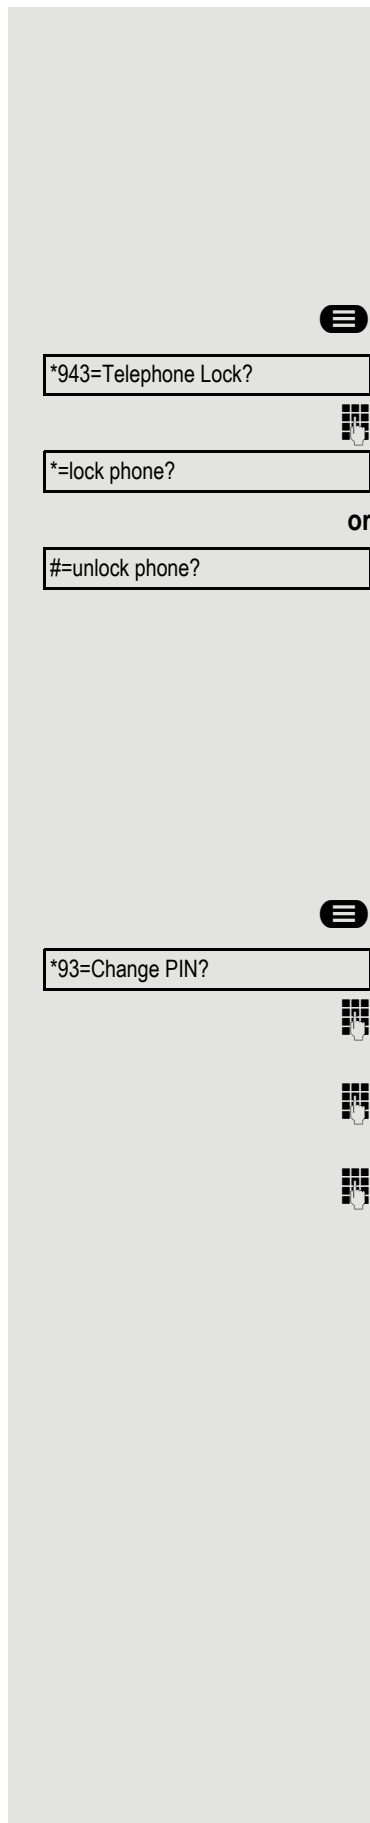 *943=Telephone Lock?
*=lock phone?
or
#=unlock phone?
*93=Change PIN?